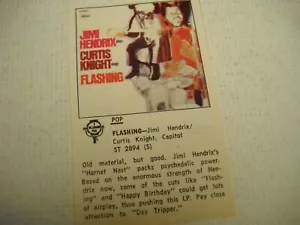 JIMI
HENDRIX
CURTIS
KNIGHT
FLASHING
POP
FLASHING—Jimi Hendrix/
Curtis Knight, Capitol
ST 2894 (S)
Old material, but good. Jimi Hendrix's
"Hornet Nest" packs psychedelic power.
Based on the enormous strength of Hen-
drix now, some of the cuts like "Flash-
ing" and "Happy Birthday" could get lots
of airplay, thus pushing this LP. Pay close
attention to "Day Tripper."